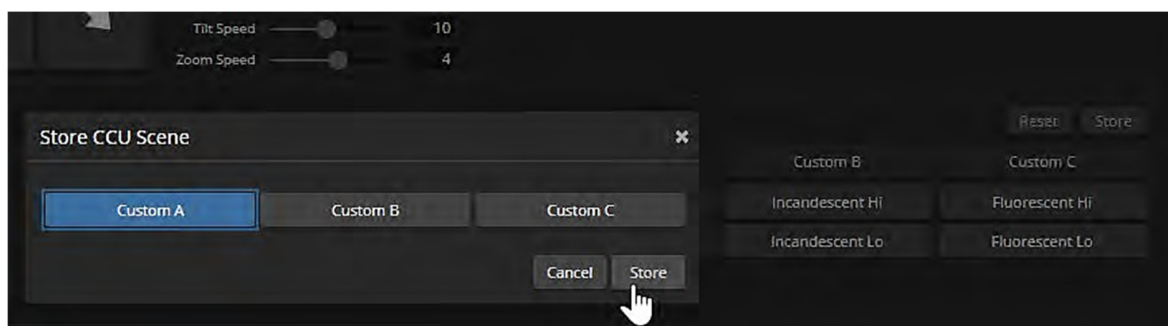 Tilt Speed 10
Zoom Speed 4
Reset Store
Store CCU Scene
Custom B Custom C
Custom A Custom B Custom C
Incandescent Hi Fluorescent Hi
Incandescent Lo Fluorescent Lo
Cancel Store